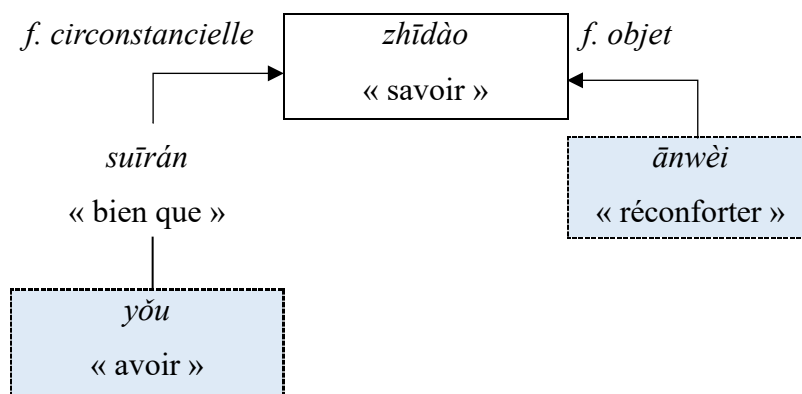 f. circonstancielle
zhīdào
f. objet
« savoir »
suīrán
« bien que »
ānwèi
« réconforter »
yǒu
« avoir »